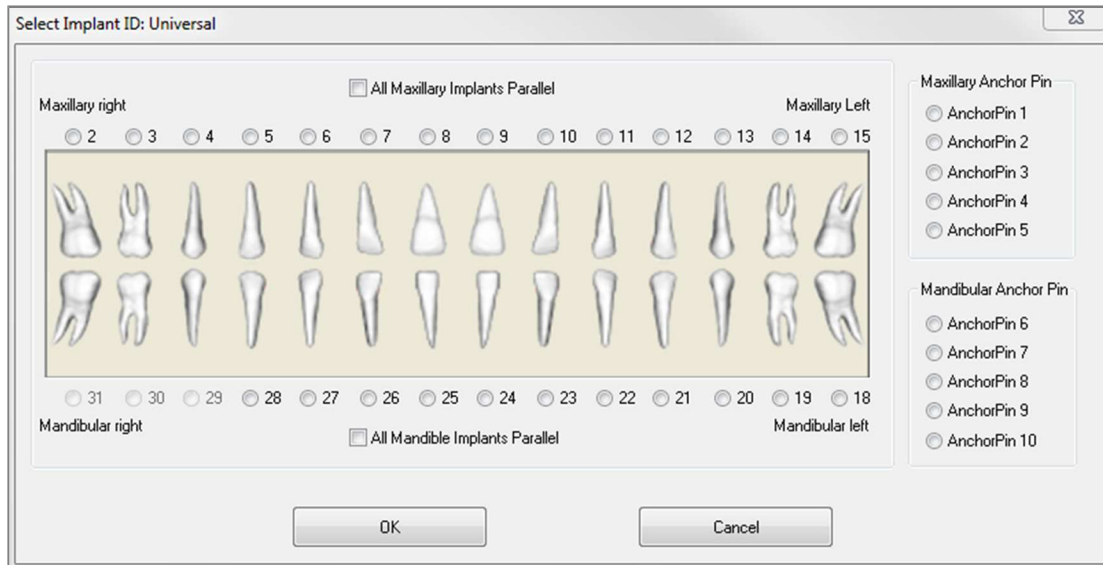 Select Implant ID: Universal
All Maxillary Implants Parallel
Maxillary right
Maxillary Left
2 3 4 5 6 7 8 9 10 11 12 13 14 15
31 30 29 28 27 26 25 24 23 22 21 20 19 18
Mandibular right
Mandibular left
All Mandible Implants Parallel
Maxillary Anchor Pin
AnchorPin 1
AnchorPin 2
AnchorPin 3
AnchorPin 4
AnchorPin 5
Mandibular Anchor Pin
AnchorPin 6
AnchorPin 7
AnchorPin 8
AnchorPin 9
AnchorPin 10
OK
Cancel